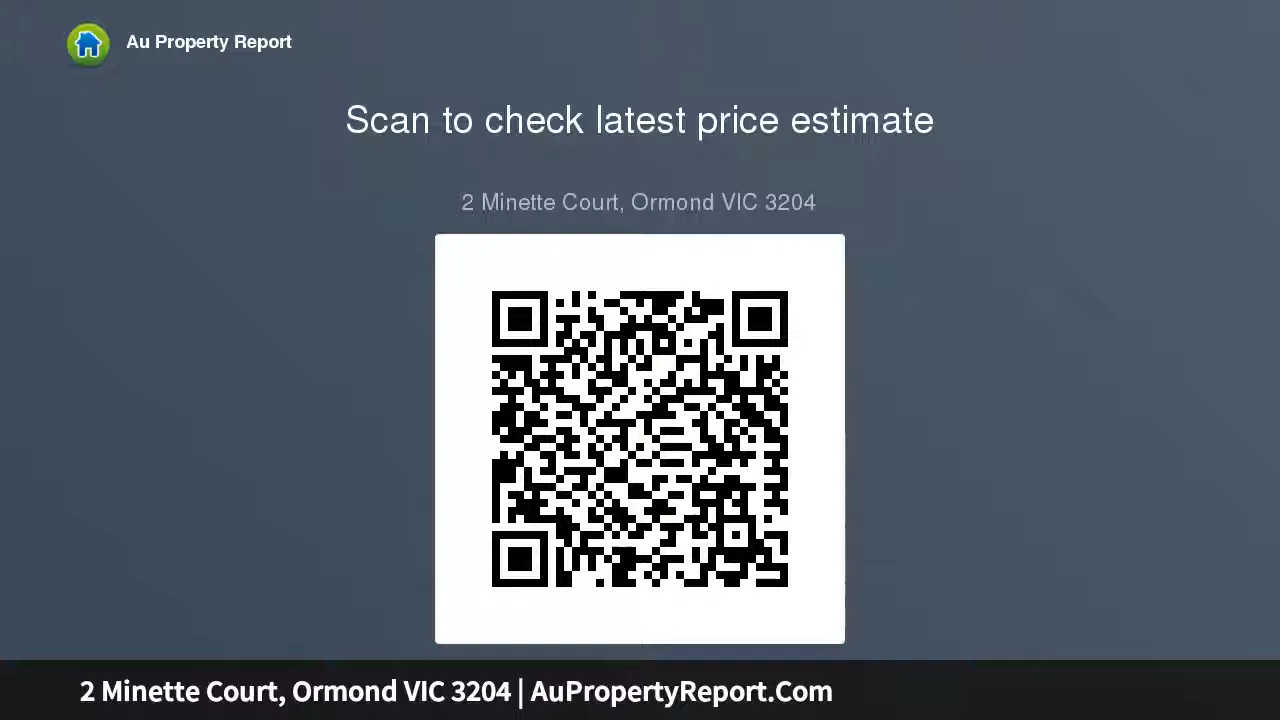 Au Property Report
Scan to check latest price estimate
2 Minette Court, Ormond VIC 3204
2 Minette Court, Ormond VIC 3204 | AuPropertyReport.Com